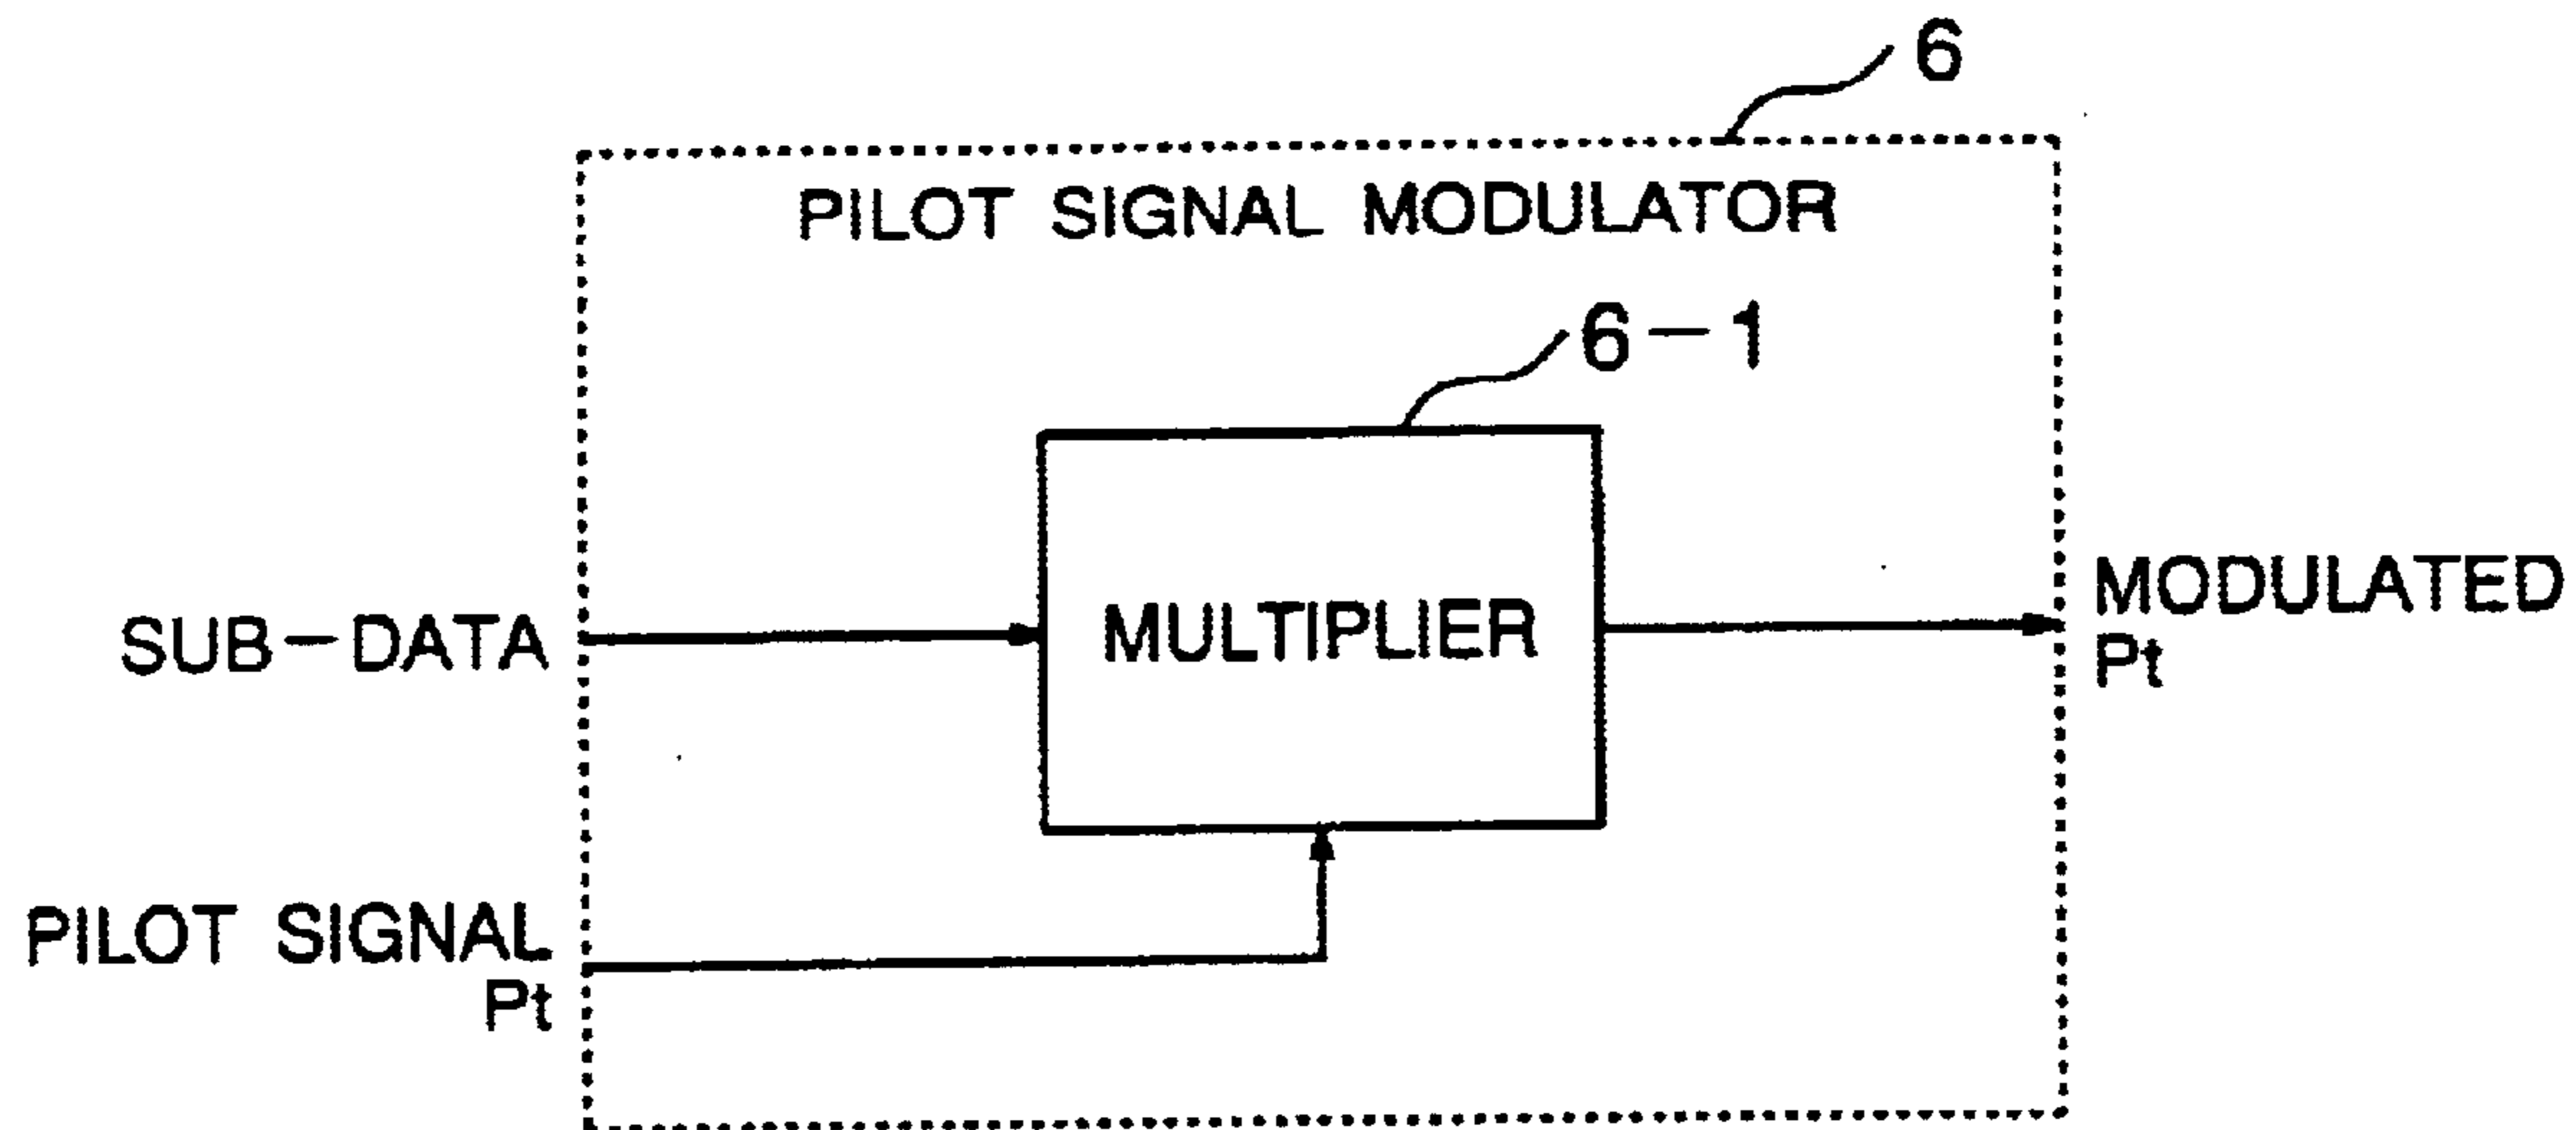 6
PILOT SIGNAL MODULATOR
6-1
MULTIPLIER
SUB-DATA
MODULATED
Pt
PILOT SIGNAL
Pt